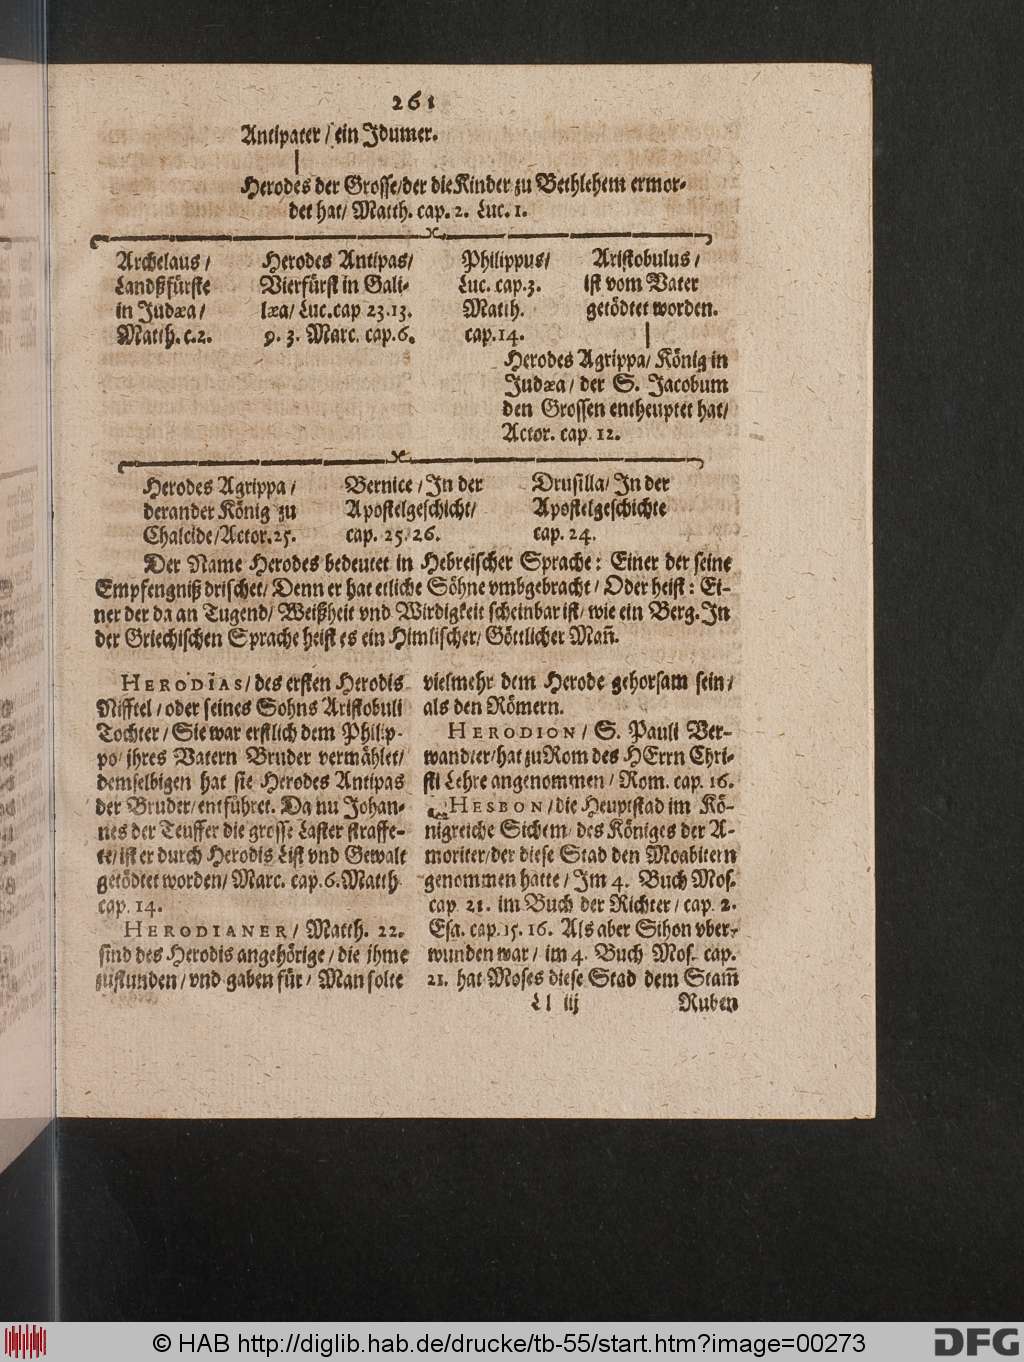 261
Antipater / ein Idumer.
Herodes der Grosse/ der die Kinder zu Bethlehem ermor-
det hat/ Matth. cap. 2. Luc. 1.
Archelaus /
Landßfürste
in Judæa /
Matth. c. 2.
Herodes Antipas/
Vierfürst in Gali-
læa/ Luc. cap 23. 13.
9. 3. Marc. cap. 6.
Philippus/
Luc. cap. 3.
Matth.
cap. 14.
Aristobulus /
ist vom Vater
getödtet worden.
Herodes Agrippa/ König in
Judæa / der S. Jacobum
den Grossen entheuptet hat/
Actor. cap. 12.
Herodes Agrippa /
derander König zu
Chalcide/ Actor. 25.
Bernice / In der
Apostelgeschicht/
cap. 25. 26.
Drusilla/ In der
Apostelgeschichte
cap. 24.
Der Name Herodes bedeutet in Hebreischer Sprache: Einer der seine
Empfengniß drischet/ Denn er hat etliche Söhne vmbgebracht/ Oder heist: Ei-
ner der da an Tugend/ Weißheit vnd Wirdigkeit scheinbar ist/ wie ein Berg. In
der Griechischen Sprache heist es ein Himlischer/ Göttlicher Mañ.
HERODIAS/ des ersten Herodis
Nifftel / oder seines Sohns Aristobuli
Tochter / Sie war erstlich dem Philip-
po/ ihres Vatern Bruder vermählet/
demselbigen hat sie Herodes Antipas
der Bruder/ entführet. Da nu Johan-
nes der Teuffer die grosse Laster straffe-
te/ ist er durch Herodis List vnd Gewalt
getödtet worden/ Marc. cap. 6. Matth
cap. 14.
HERODIANER/ Matth. 22.
sind des Herodis angehörige / die ihme
zustunden / vnd gaben für / Man solte
vielmehr dem Herode gehorsam sein /
als den Römern.
HERODION / S. Pauli Ver-
wandter/ hat zu Rom des HErrn Chri-
sti Lehre angenommen / Rom. cap. 16.
HESBON / die Heuptstad im Kö-
nigreiche Sichem/ des Königes der A-
moriter/ der diese Stad den Moabitern
genommen hatte / Im 4. Buch Mos.
cap. 21. im Buch der Richter / cap. 2.
Esa. cap. 15. 16. Als aber Sihon vber-
wunden war / im 4. Buch Mos. cap.
21. hat Moses diese Stad dem Stam̃
Ll iij
Ruben
© HAB http://diglib.hab.de/drucke/tb-55/start.htm?image=00273
DFG